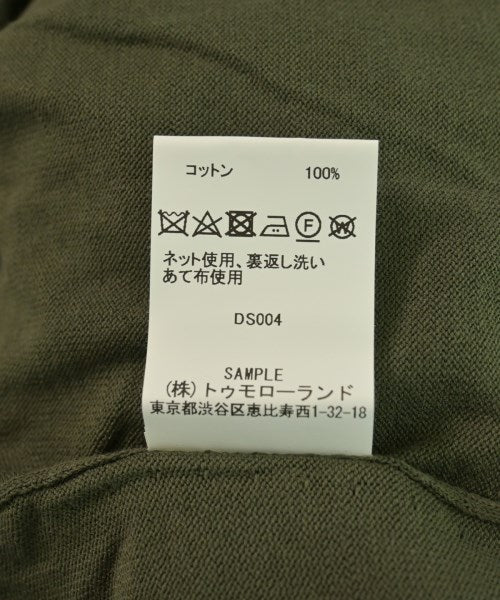 コットン 100%
ネット使用、裏返し洗い
あて布使用
DS004
SAMPLE
(株)トゥモローランド
東京都渋谷区恵比寿西1-32-18